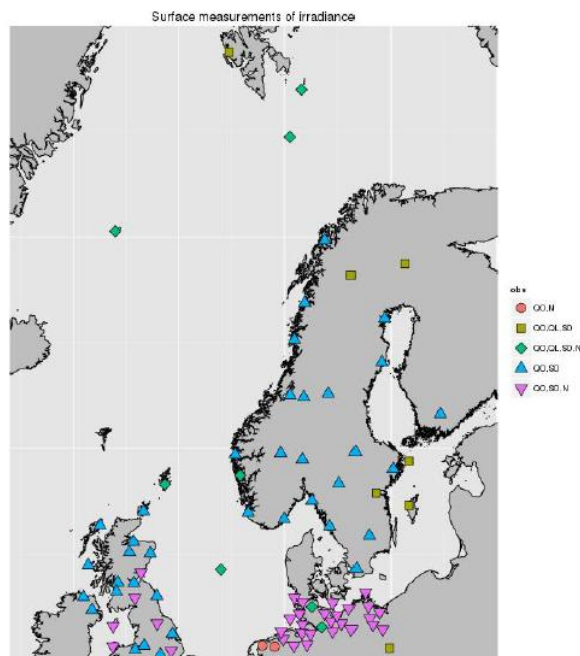 Surface measurements of irradiance
obs
QO,N
QO,QL,SD
QO,QL,SD,N
QO,SD
QO,SD,N